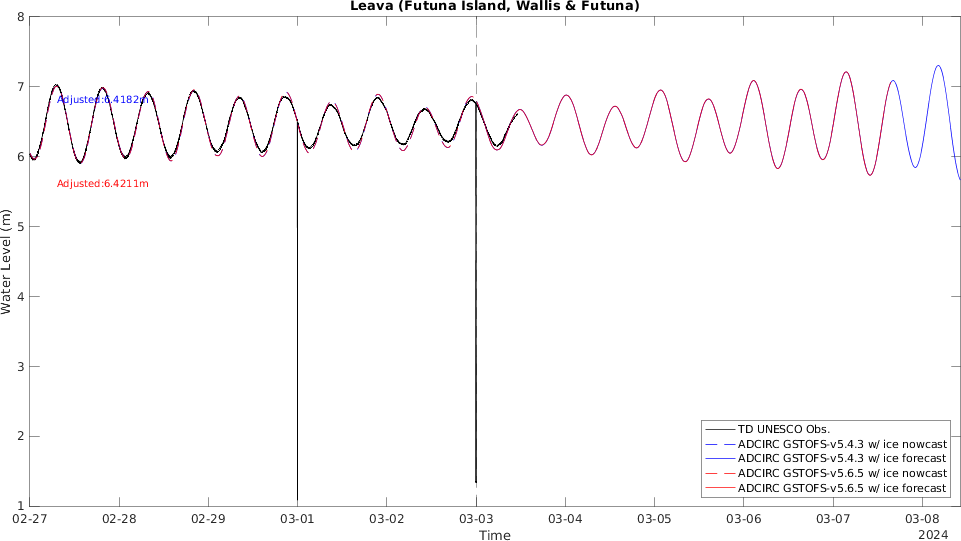 Leava (Futuna Island, Wallis & Futuna)
8
7
6
5
4
3
2
1
Water Level (m)
Adjusted:6.4182m
Adjusted:6.4211m
TD UNESCO Obs.
ADCIRC GSTOFS-v5.4.3 w/ ice nowcast
ADCIRC GSTOFS-v5.4.3 w/ ice forecast
ADCIRC GSTOFS-v5.6.5 w/ ice nowcast
ADCIRC GSTOFS-v5.6.5 w/ ice forecast
02-27 02-28 02-29 03-01 03-02 03-03 03-04 03-05 03-06 03-07 03-08
Time
2024